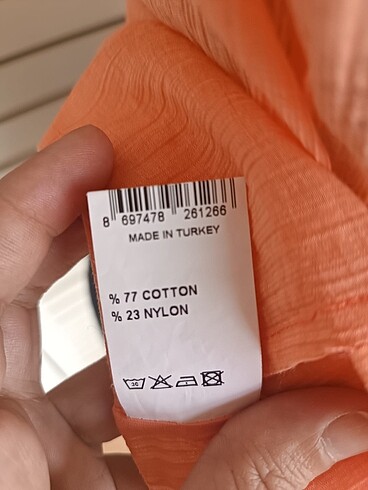 8 697478 261266
MADE IN TURKEY
% 77 COTTON
% 23 NYLON
30